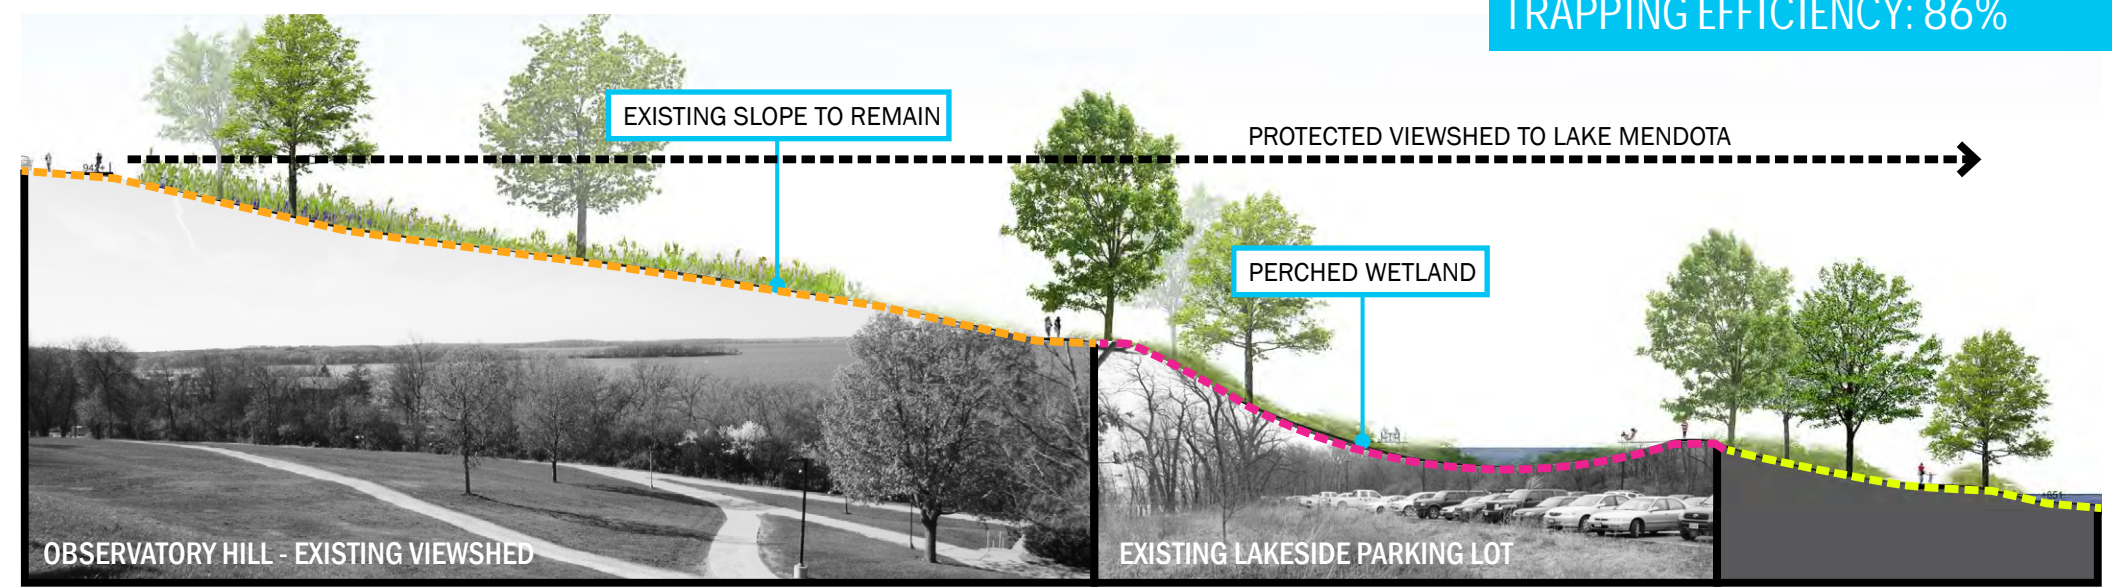 TRAPPING EFFICIENCY: 86%
EXISTING SLOPE TO REMAIN
PROTECTED VIEWSHED TO LAKE MENDOTA
PERCHED WETLAND
+851
OBSERVATORY HILL - EXISTING VIEWSHED
EXISTING LAKESIDE PARKING LOT